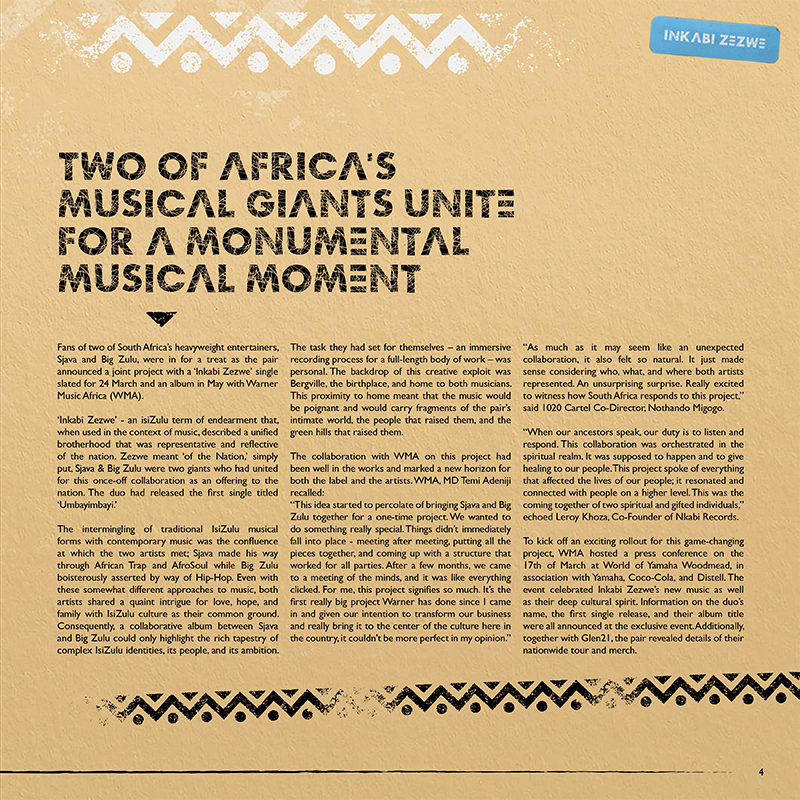 INKABI ZEZWE
TWO OF AFRICA'S
MUSICAL GIANTS UNITE
FOR A MONUMENTAL
MUSICAL MOMENT
Fans of two of South Africa's heavyweight entertainers,
Sjava and Big Zulu, were in for a treat as the pair
announced a joint project with a 'Inkabi Zezwe' single
slated for 24 March and an album in May with Warner
Music Africa (WMA).
'Inkabi Zezwe' - an isiZulu term of endearment that,
when used in the context of music, described a unified
brotherhood that was representative and reflective
of the nation. Zezwe meant 'of the Nation,' simply
put, Sjava & Big Zulu were two giants who had united
for this once-off collaboration as an offering to the
nation. The duo had released the first single titled
'Umbayimbayi.'
The intermingling of traditional IsiZulu musical
forms with contemporary music was the confluence
at which the two artists met; Sjava made his way
through African Trap and AfroSoul while Big Zulu
boisterously asserted by way of Hip-Hop. Even with
these somewhat different approaches to music, both
artists shared a quaint intrigue for love, hope, and
family with IsiZulu culture as their common ground.
Consequently, a collaborative album between Sjava
and Big Zulu could only highlight the rich tapestry of
complex IsiZulu identities, its people, and its ambition.
The task they had set for themselves – an immersive
recording process for a full-length body of work – was
personal. The backdrop of this creative exploit was
Bergville, the birthplace, and home to both musicians.
This proximity to home meant that the music would
be poignant and would carry fragments of the pair's
intimate world, the people that raised them, and the
green hills that raised them.
The collaboration with WMA on this project had
been well in the works and marked a new horizon for
both the label and the artists. WMA, MD Temi Adeniji
recalled:
"This idea started to percolate of bringing Sjava and Big
Zulu together for a one-time project. We wanted to
do something really special. Things didn't immediately
fall into place - meeting after meeting, putting all the
pieces together, and coming up with a structure that
worked for all parties. After a few months, we came
to a meeting of the minds, and it was like everything
clicked. For me, this project signifies so much. It's the
first really big project Warner has done since I came
in and given our intention to transform our business
and really bring it to the center of the culture here in
the country, it couldn't be more perfect in my opinion."
"As much as it may seem like an unexpected
collaboration, it also felt so natural. It just made
sense considering who, what, and where both artists
represented. An unsurprising surprise. Really excited
to witness how South Africa responds to this project,"
said 1020 Cartel Co-Director, Nothando Migogo.
"When our ancestors speak, our duty is to listen and
respond. This collaboration was orchestrated in the
spiritual realm. It was supposed to happen and to give
healing to our people. This project spoke of everything
that affected the lives of our people; it resonated and
connected with people on a higher level. This was the
coming together of two spiritual and gifted individuals,"
echoed Leroy Khoza, Co-Founder of Nkabi Records.
To kick off an exciting rollout for this game-changing
project, WMA hosted a press conference on the
17th of March at World of Yamaha Woodmead, in
association with Yamaha, Coco-Cola, and Distell. The
event celebrated Inkabi Zezwe's new music as well
as their deep cultural spirit. Information on the duo's
name, the first single release, and their album title
were all announced at the exclusive event. Additionally,
together with Glen21, the pair revealed details of their
nationwide tour and merch.
4